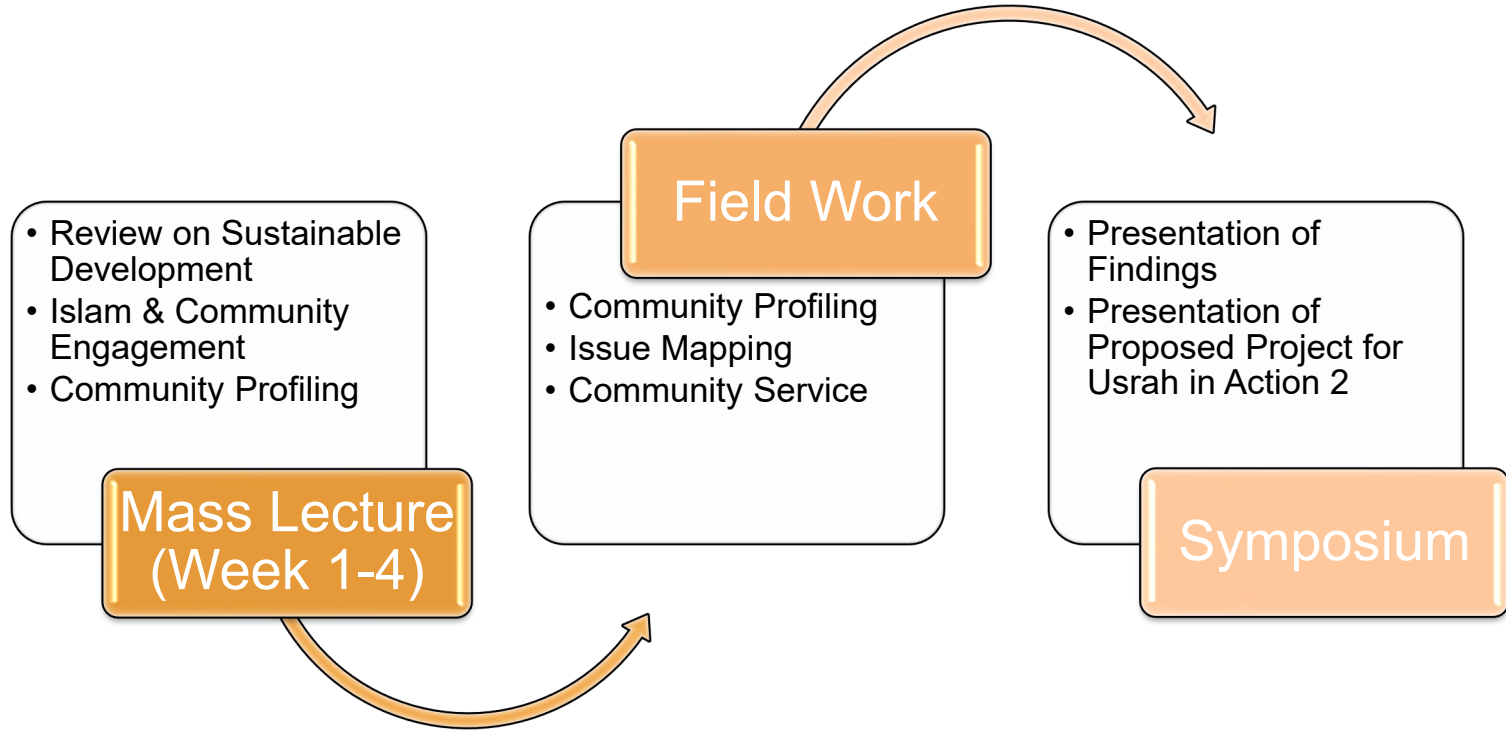 • Review on Sustainable
Development
• Islam & Community
Engagement
• Community Profiling
Mass Lecture
(Week 1-4)
Field Work
• Community Profiling
• Issue Mapping
• Community Service
• Presentation of
Findings
• Presentation of
Proposed Project for
Usrah in Action 2
Symposium